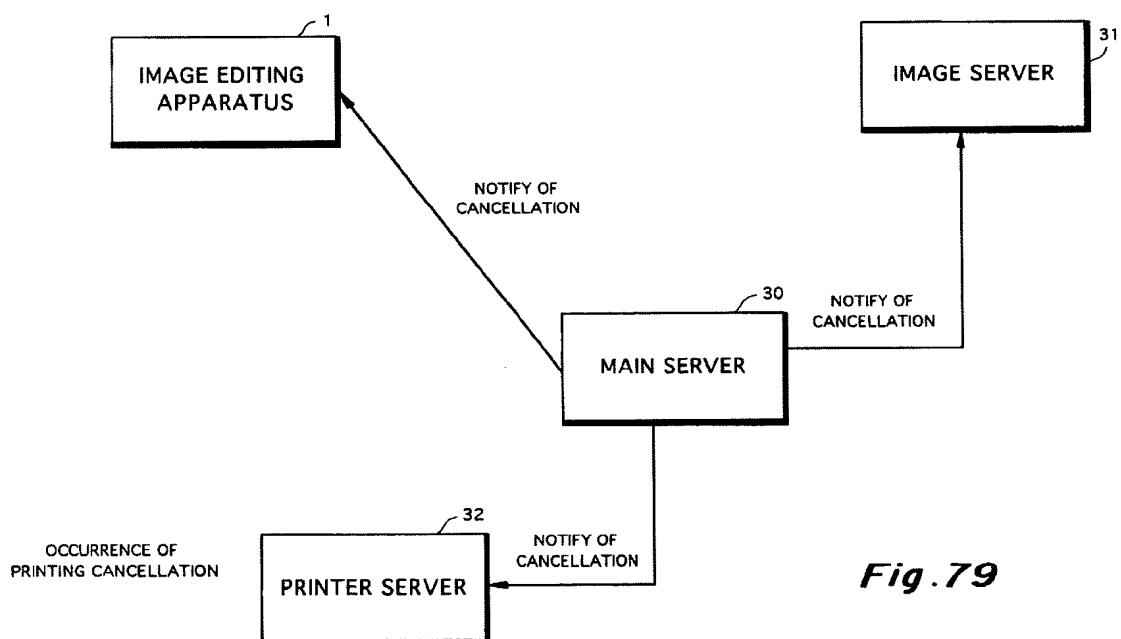 1
IMAGE EDITING
APPARATUS
31
IMAGE SERVER
NOTIFY OF
CANCELLATION
30
MAIN SERVER
NOTIFY OF
CANCELLATION
32
PRINTER SERVER
OCCURRENCE OF
PRINTING CANCELLATION
NOTIFY OF
CANCELLATION
Fig.79